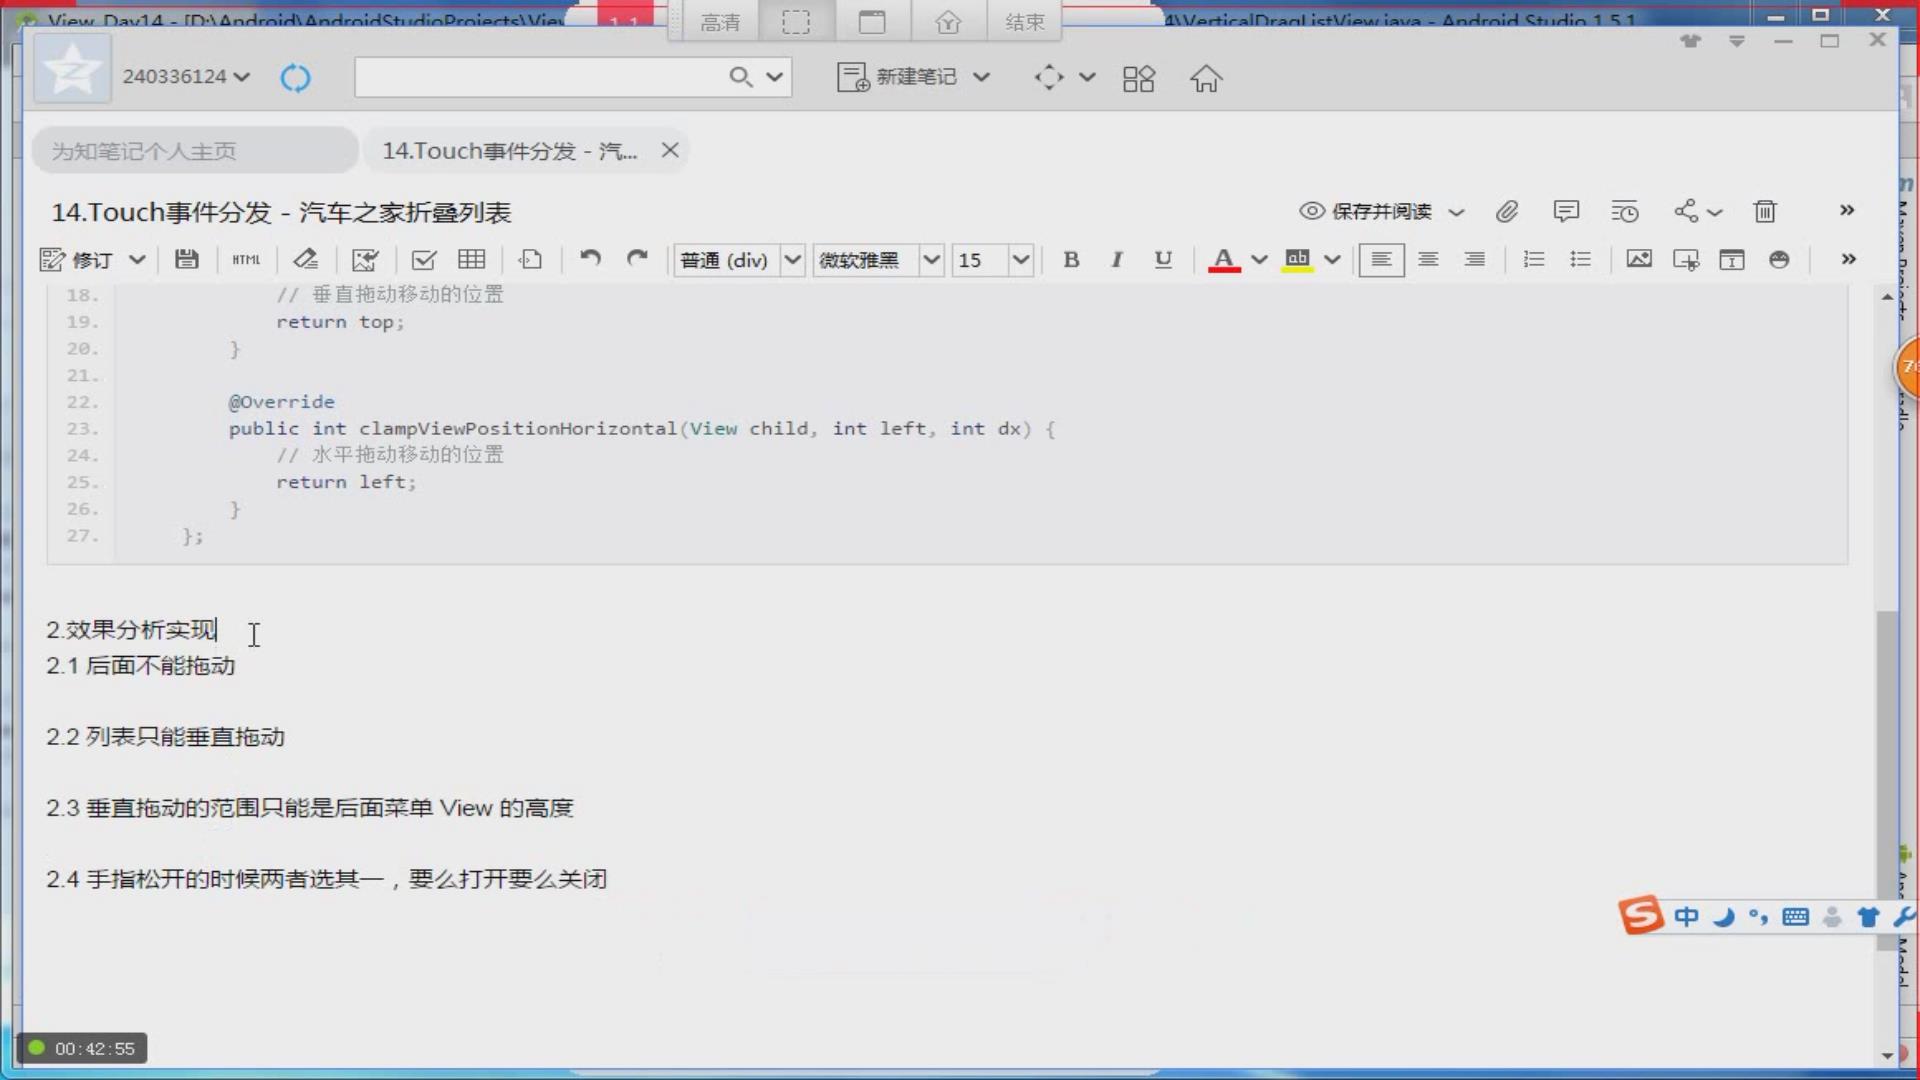 View_Day14 - [D:\Android\AndroidStudioProjects\View
4\VerticalDragListView.java - Android Studio 1.5.1
高清
结束
240336124
新建笔记
为知笔记个人主页
14.Touch事件分发 - 汽...
14.Touch事件分发 - 汽车之家折叠列表
保存并阅读
修订
HTML
普通 (div)
微软雅黑
15
B I U A ab
18. // 垂直拖动移动的位置
19. return top;
20. }
21.
22. @Override
23. public int clampViewPositionHorizontal(View child, int left, int dx) {
24. // 水平拖动移动的位置
25. return left;
26. }
27. };
2.效果分析实现
2.1 后面不能拖动
2.2 列表只能垂直拖动
2.3 垂直拖动的范围只能是后面菜单 View 的高度
2.4 手指松开的时候两者选其一，要么打开要么关闭
中
00:42:55